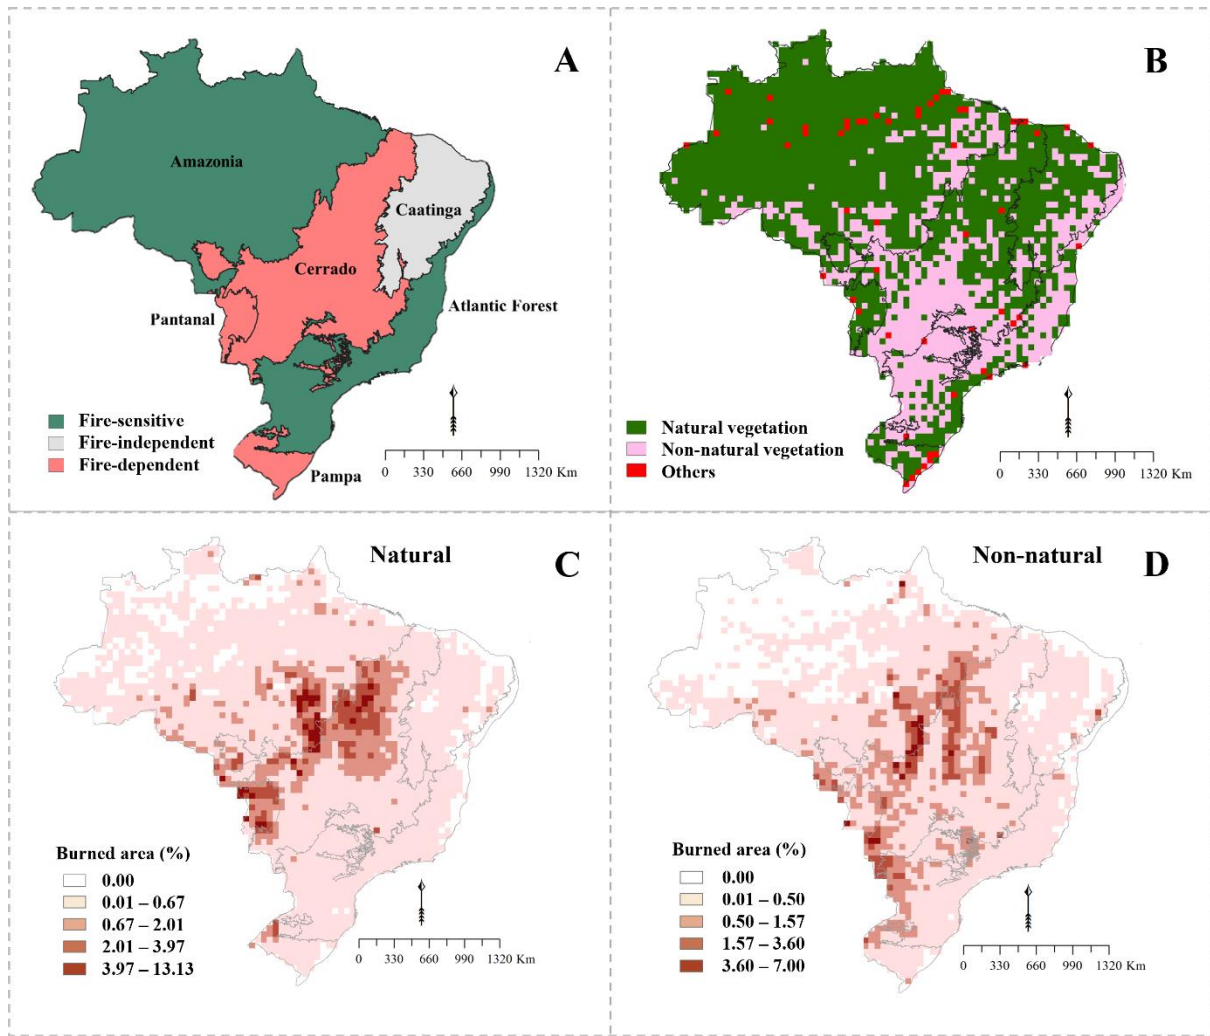 A
Amazonia
Caatinga
Cerrado
Atlantic Forest
Pantanal
Pampa
Fire-sensitive
Fire-independent
Fire-dependent
0 330 660 990 1320 Km
B
Natural vegetation
Non-natural vegetation
Others
0 330 660 990 1320 Km
Natural
C
Burned area (%)
0.00
0.01 – 0.67
0.67 – 2.01
2.01 – 3.97
3.97 – 13.13
0 330 660 990 1320 Km
Non-natural
D
Burned area (%)
0.00
0.01 – 0.50
0.50 – 1.57
1.57 – 3.60
3.60 – 7.00
0 330 660 990 1320 Km